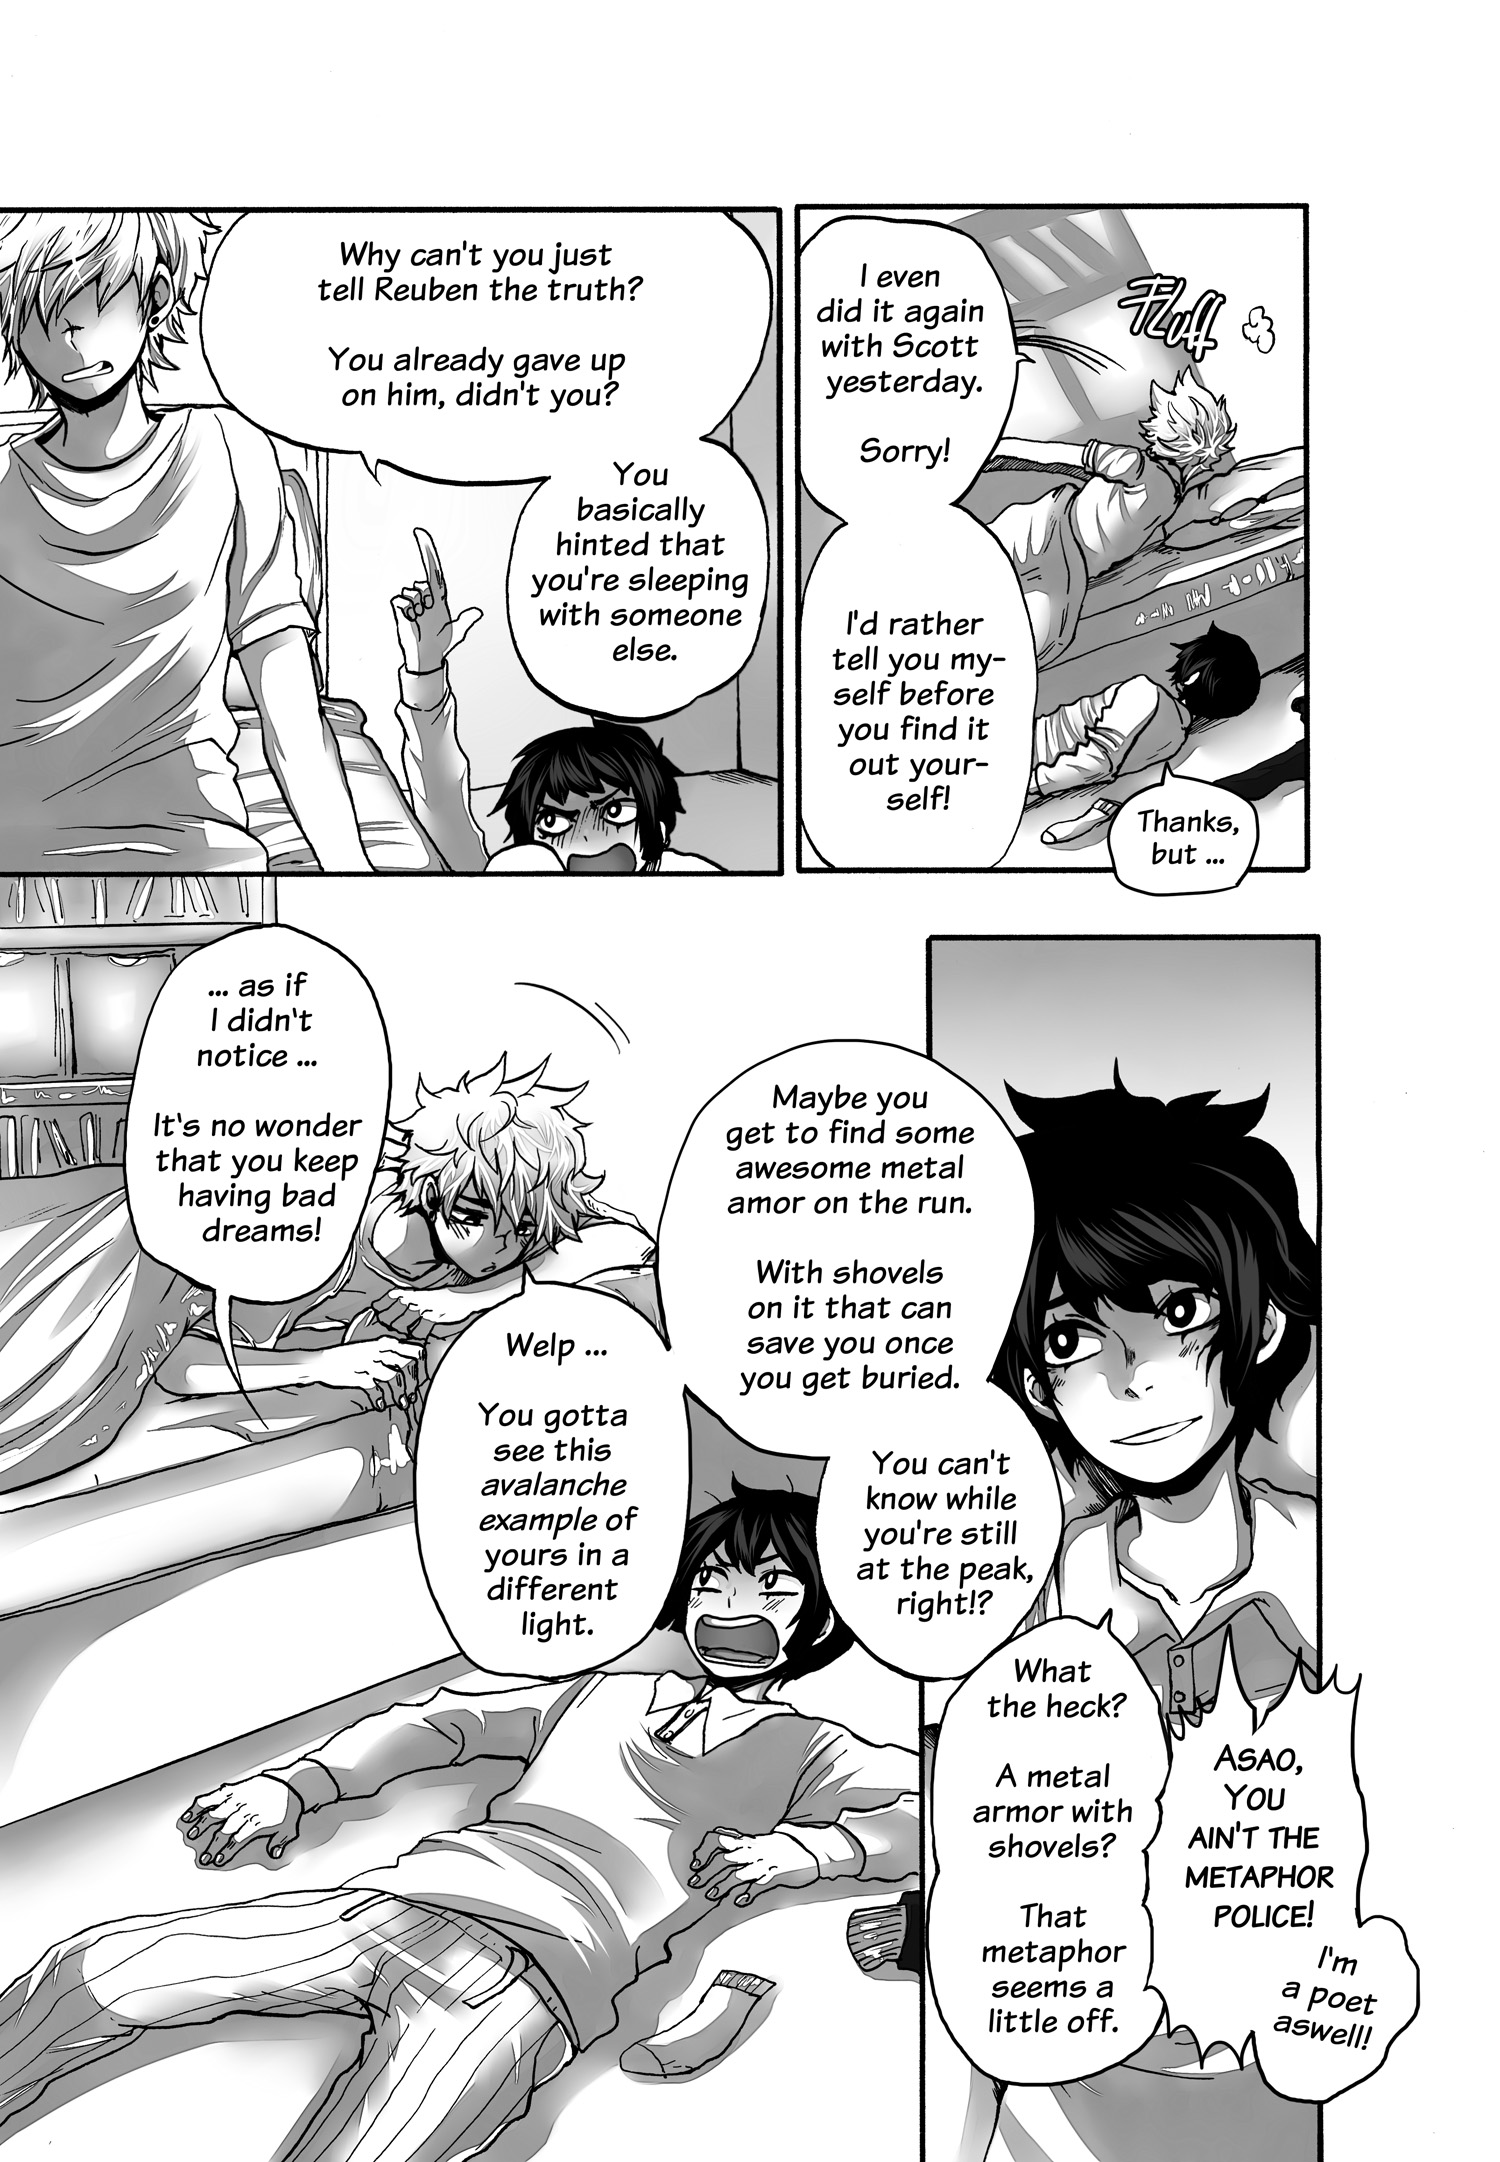 Why can't you just
tell Reuben the truth?
You already gave up
on him, didn't you?
You
basically
hinted that
you're sleeping
with someone
else.
I even
did it again
with Scott
yesterday.
Sorry!
I'd rather
tell you my-
self before
you find it
out your-
self!
Fluff
Thanks,
but ...
... as if
I didn't
notice ...
It's no wonder
that you keep
having bad
dreams!
Welp ...
You gotta
see this
avalanche
example of
yours in a
different
light.
Maybe you
get to find some
awesome metal
amor on the run.
With shovels
on it that can
save you once
you get buried.
You can't
know while
you're still
at the peak,
right!?
What
the heck?
A metal
armor with
shovels?
That
metaphor
seems a
little off.
ASAO,
YOU
AIN'T THE
METAPHOR
POLICE!
I'm
a poet
aswell!